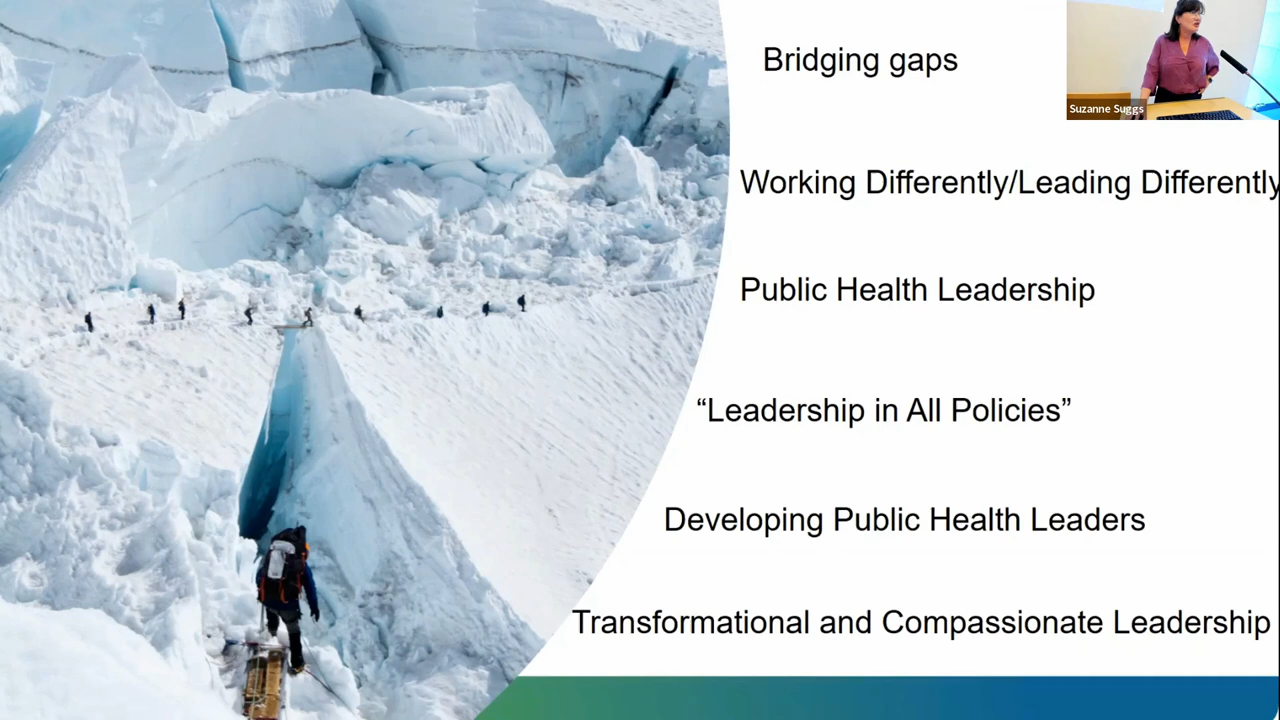 Bridging gaps
Suzanne Suggs
Working Differently/Leading Differently
Public Health Leadership
“Leadership in All Policies”
Developing Public Health Leaders
Transformational and Compassionate Leadership